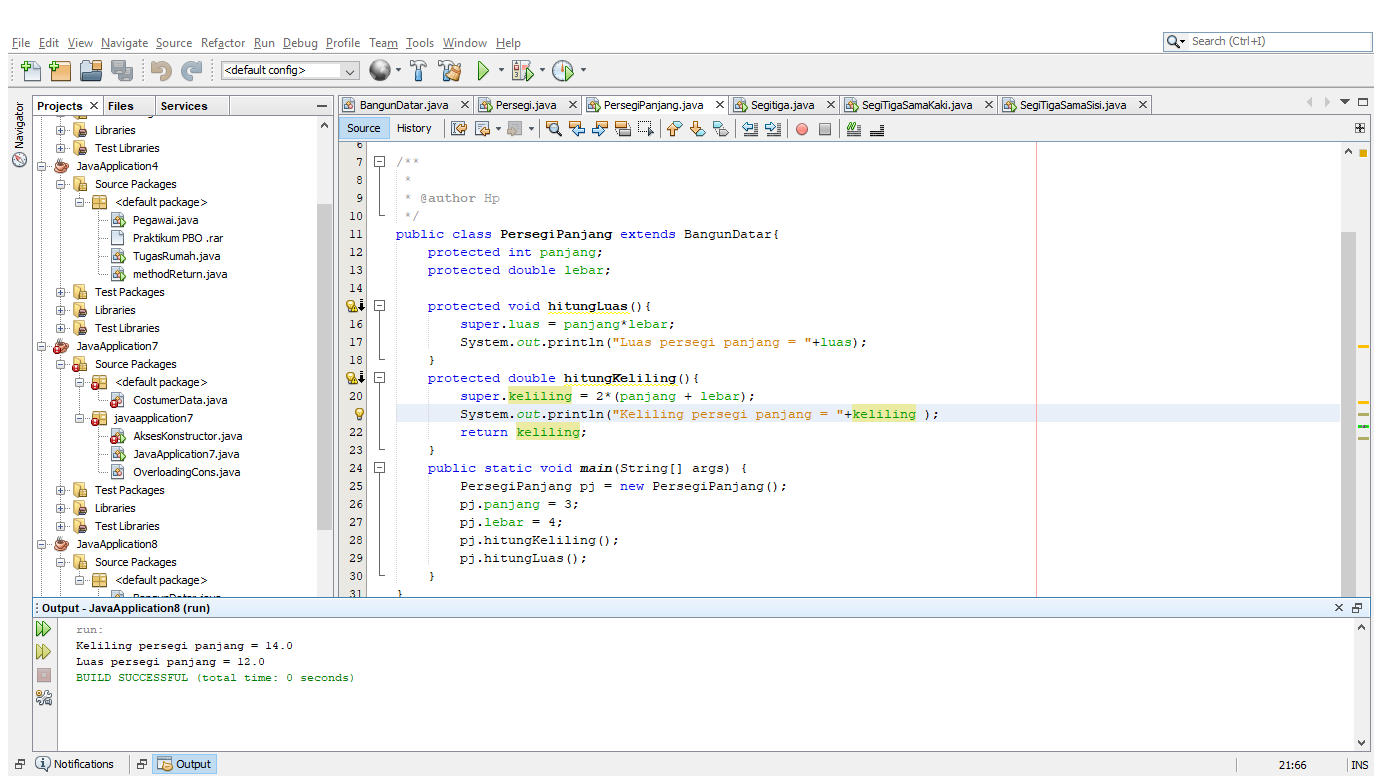 File Edit View Navigate Source Refactor Run Debug Profile Team Tools Window Help
Search (Ctrl+I)
<default config>
Navigator
Projects Files Services
Libraries
Test Libraries
JavaApplication4
Source Packages
<default package>
Pegawai.java
Praktikum PBO .rar
TugasRumah.java
methodReturn.java
Test Packages
Libraries
Test Libraries
JavaApplication7
Source Packages
<default package>
CostumerData.java
javaapplication7
AksesKonstructor.java
JavaApplication7.java
OverloadingCons.java
Test Packages
Libraries
Test Libraries
JavaApplication8
Source Packages
<default package>
BangunDatar.java
BangunDatar.java Persegi.java PersegiPanjang.java Segitiga.java SegiTigaSamaKaki.java SegiTigaSamaSisi.java
Source History
6
7 /**
8 *
9 * @author Hp
10 */
11 public class PersegiPanjang extends BangunDatar{
12 protected int panjang;
13 protected double lebar;
14
protected void hitungLuas(){
16 super.luas = panjang*lebar;
17 System.out.println("Luas persegi panjang = "+luas);
18 }
protected double hitungKeliling(){
20 super.keliling = 2*(panjang + lebar);
System.out.println("Keliling persegi panjang = "+keliling );
22 return keliling;
23 }
24 public static void main(String[] args) {
25 PersegiPanjang pj = new PersegiPanjang();
26 pj.panjang = 3;
27 pj.lebar = 4;
28 pj.hitungKeliling();
29 pj.hitungLuas();
30 }
31 }
Output - JavaApplication8 (run)
run:
Keliling persegi panjang = 14.0
Luas persegi panjang = 12.0
BUILD SUCCESSFUL (total time: 0 seconds)
Notifications Output 21:66 INS